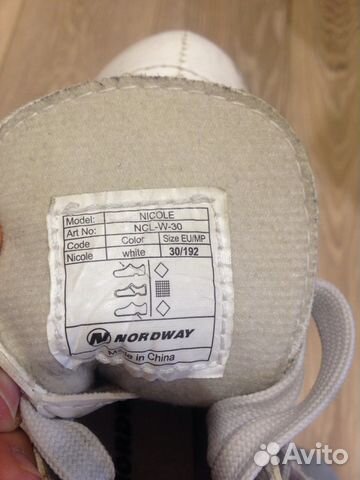 Model: NICOLE
Art No: NCL-W-30
Code Color Size EU/MP
Nicole white 30/192
NORDWAY
Made in China
Avito